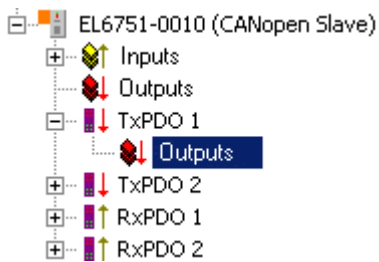 EL6751-0010 (CANopen Slave)
Inputs
Outputs
TxPDO 1
Outputs
TxPDO 2
RxPDO 1
RxPDO 2